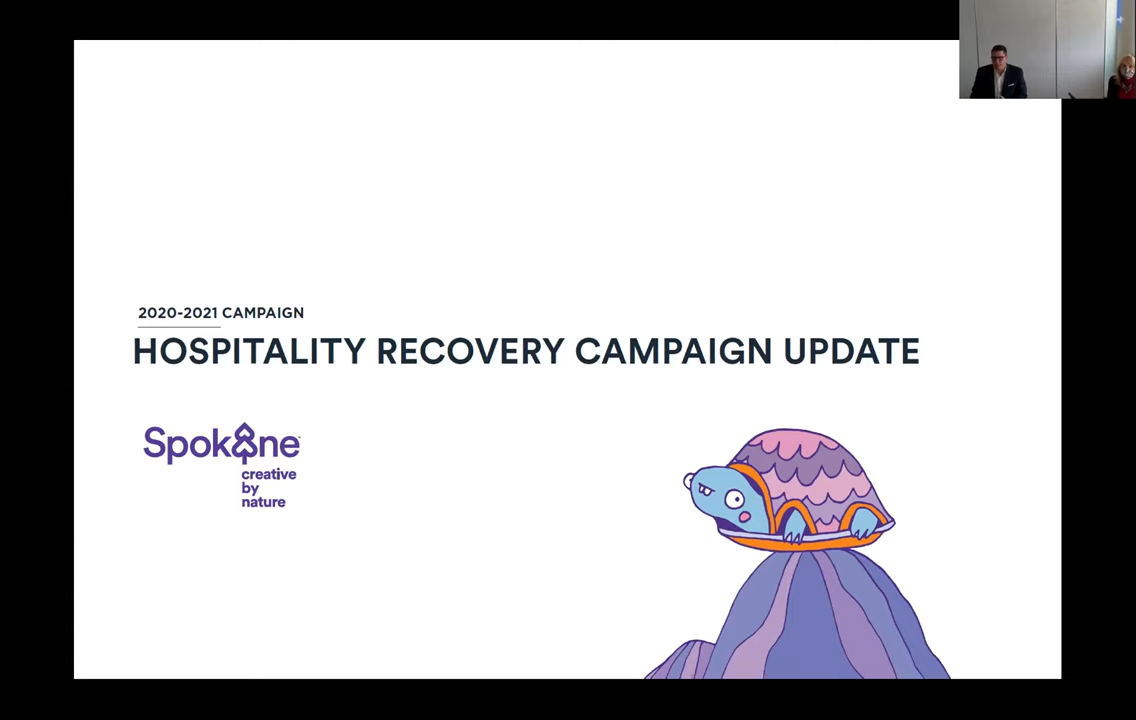 2020-2021 CAMPAIGN
HOSPITALITY RECOVERY CAMPAIGN UPDATE
Spokane
creative
by
nature